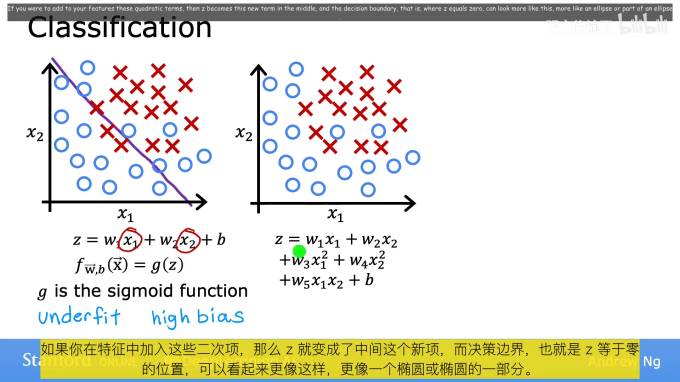 If you were to add to your features these quadratic terms, then z becomes this new term in the middle, and the decision boundary, that is, where z equals zero, can look more like this, more like an ellipse or part of an ellipse
Classification
bilibili
x₂
x₁
x₂
x₁
z = w₁x₁ + w₂x₂ + b
f_w⃗,b(x⃗) = g(z)
g is the sigmoid function
underfit high bias
z = w₁x₁ + w₂x₂
+w₃x₁² + w₄x₂²
+w₅x₁x₂ + b
如果你在特征中加入这些二次项，那么 z 就变成了中间这个新项，而决策边界，也就是 z 等于零
的位置，可以看起来更像这样，更像一个椭圆或椭圆的一部分。
Andrew Ng